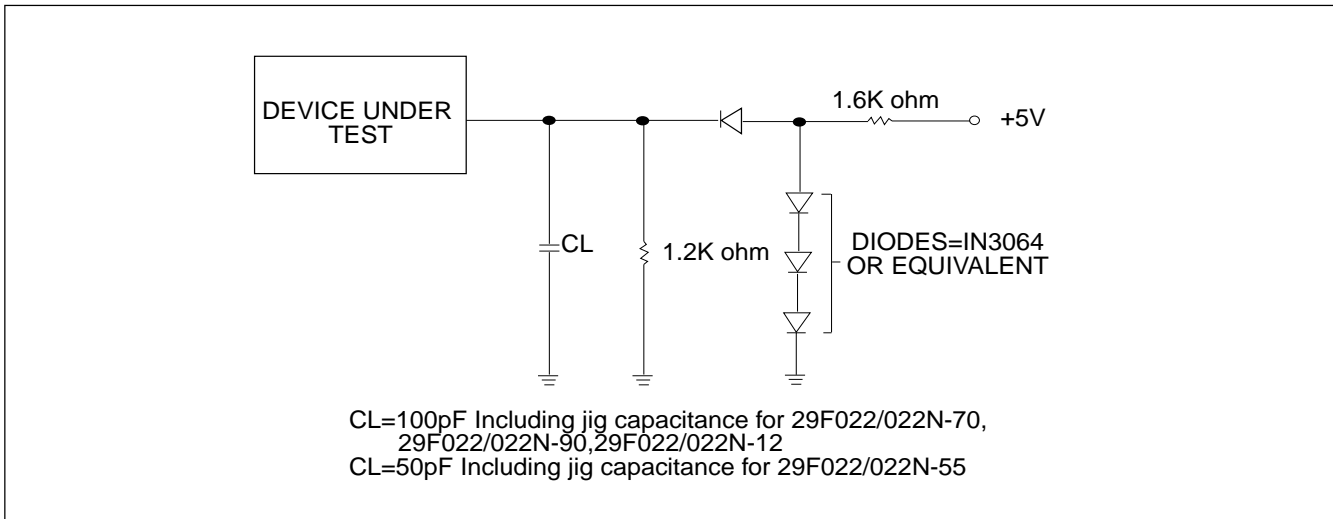 DEVICE UNDER
TEST
1.6K ohm
+5V
CL
1.2K ohm
DIODES=IN3064
OR EQUIVALENT
CL=100pF Including jig capacitance for 29F022/022N-70,
29F022/022N-90,29F022/022N-12
CL=50pF Including jig capacitance for 29F022/022N-55